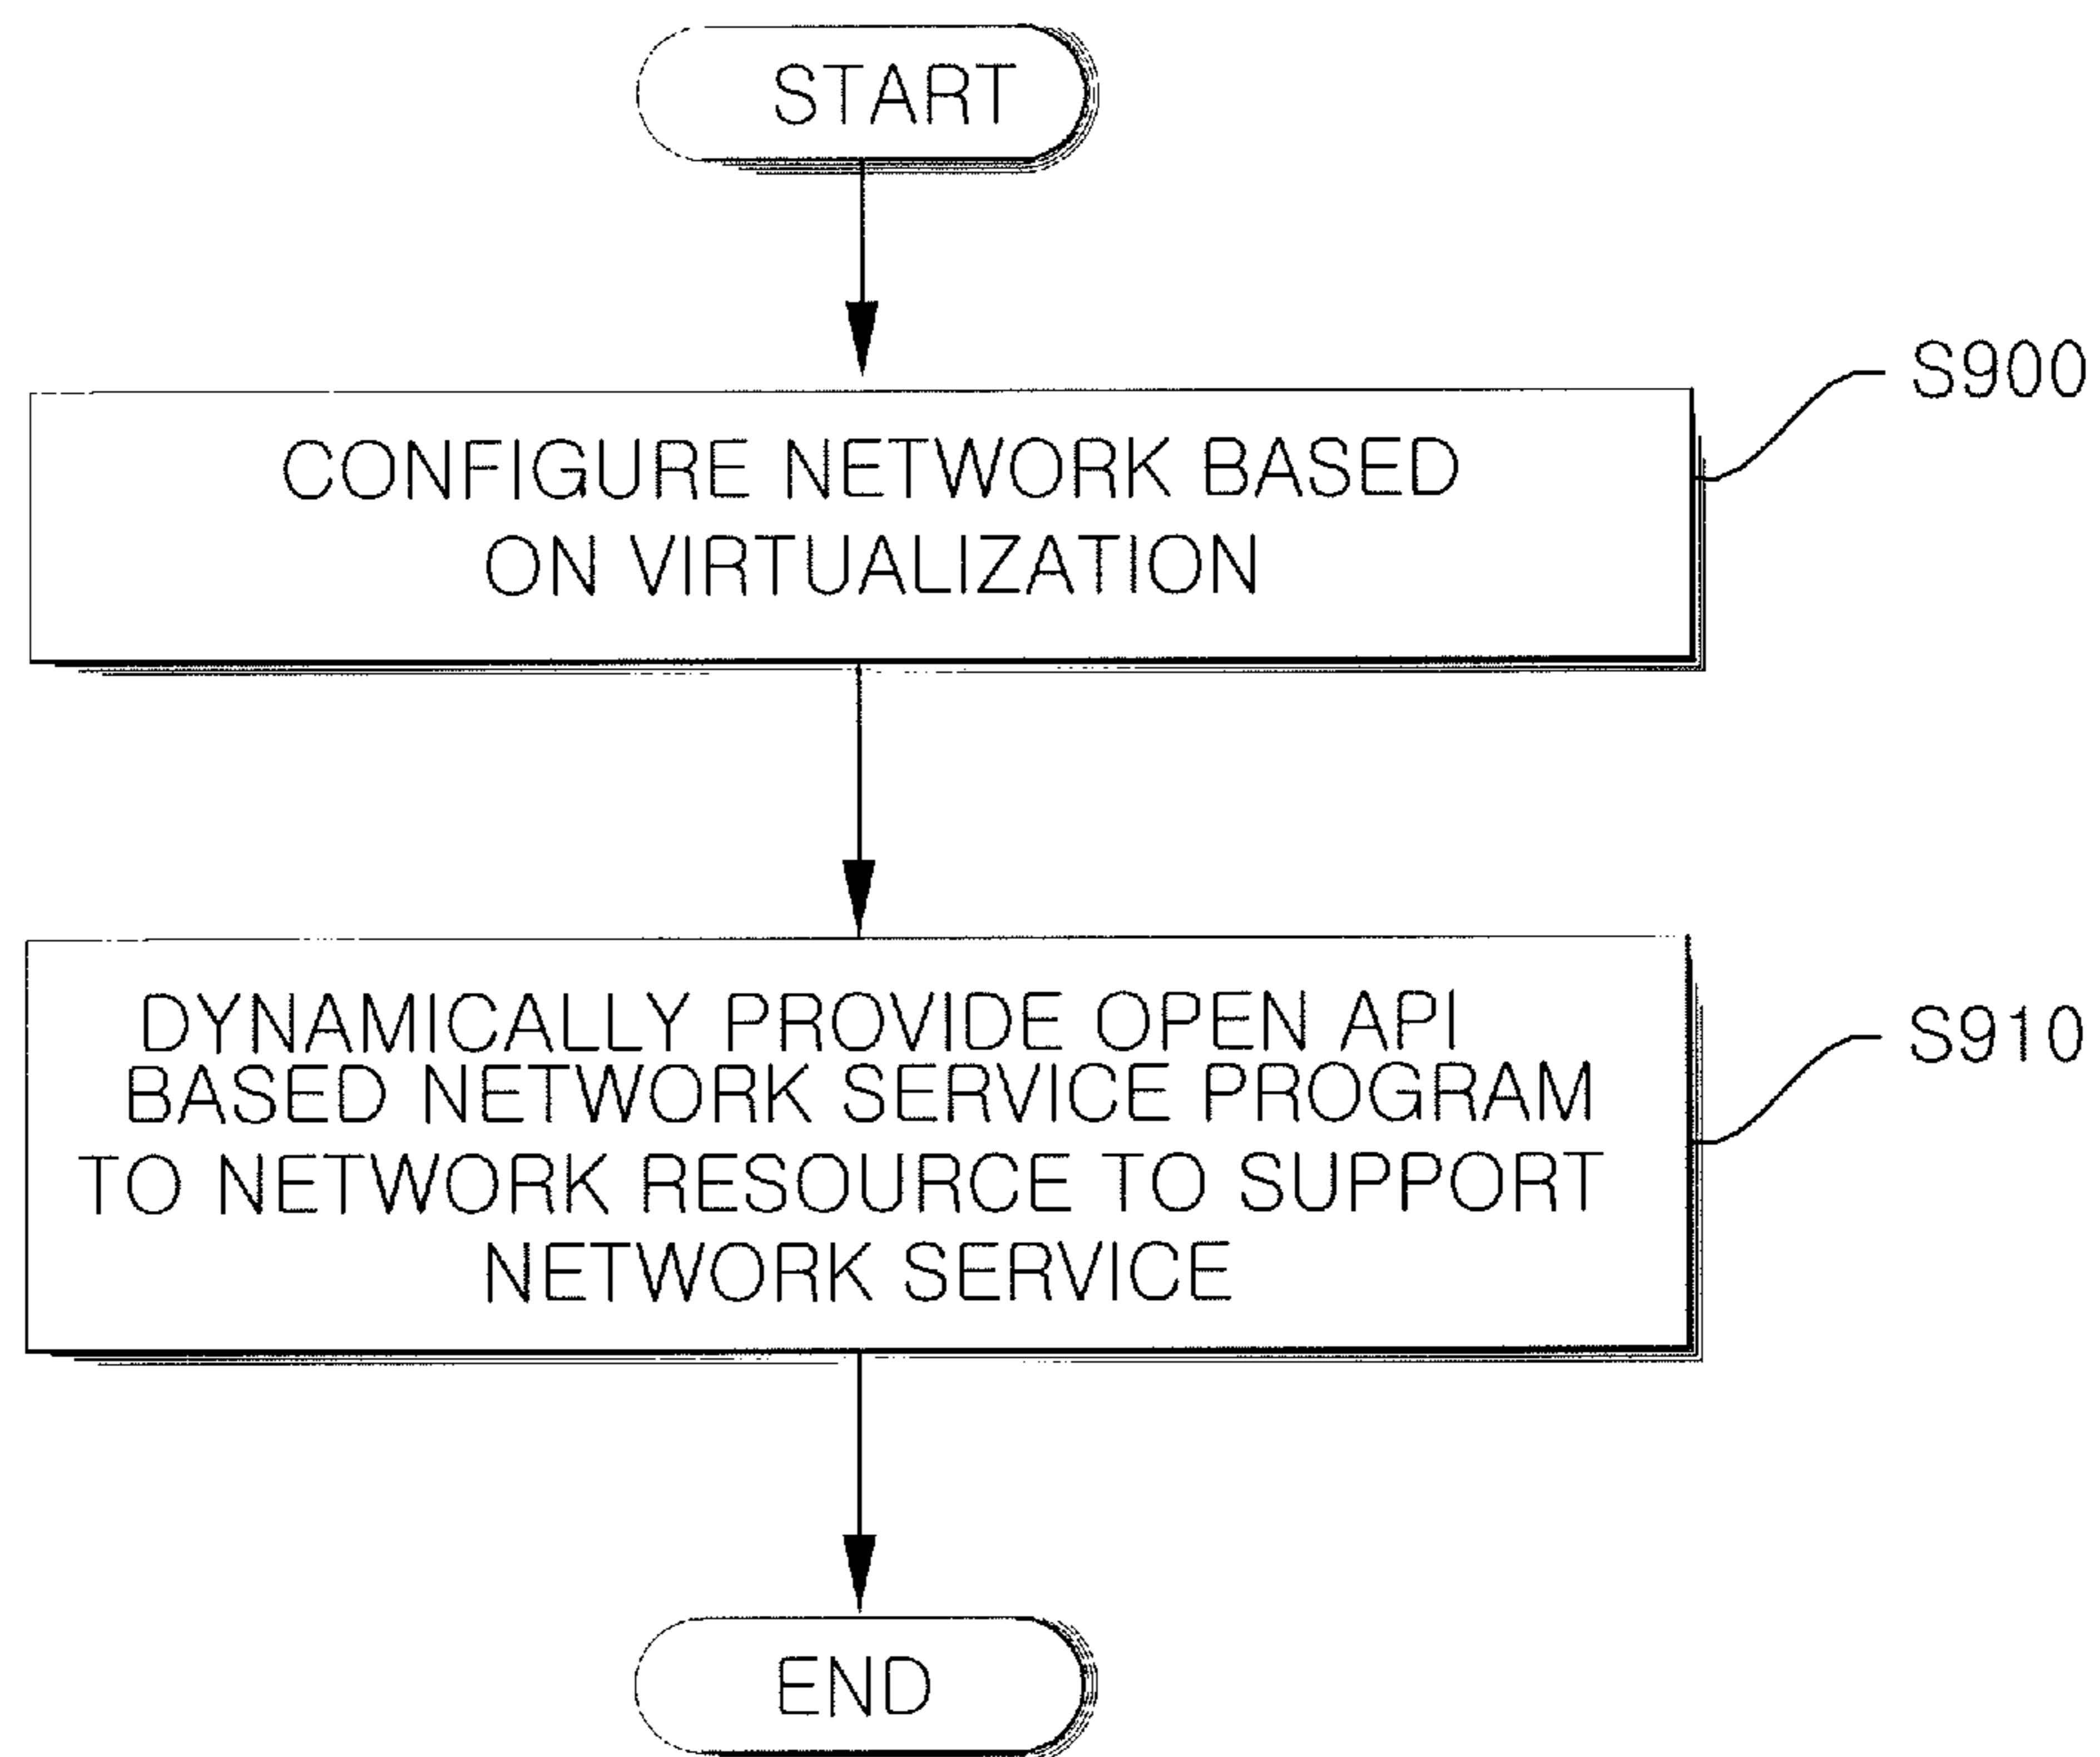 START
S900
CONFIGURE NETWORK BASED
ON VIRTUALIZATION
DYNAMICALLY PROVIDE OPEN API
S910
BASED NETWORK SERVICE PROGRAM
TO NETWORK RESOURCE TO SUPPORT
NETWORK SERVICE
END